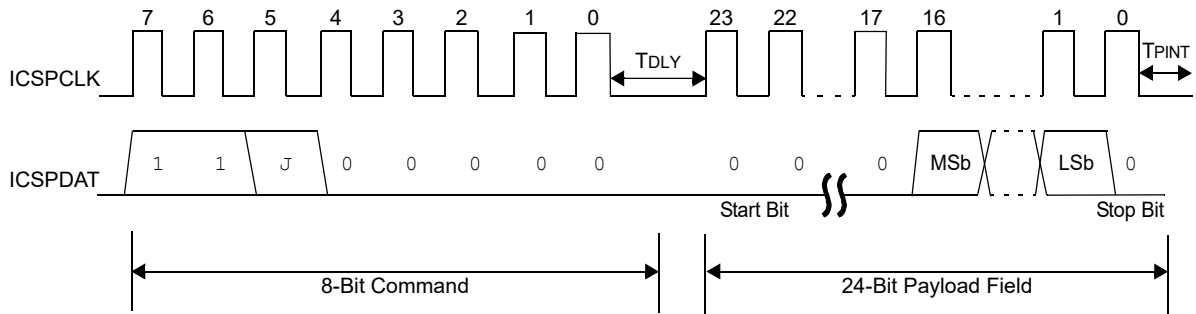 7 6 5 4 3 2 1 0 23 22 17 16 1 0
TDLY TPINT
ICSPCLK
ICSPDAT 1 1 J 0 0 0 0 0 0 0 0 MSb LSb 0
Start Bit Stop Bit
8-Bit Command 24-Bit Payload Field